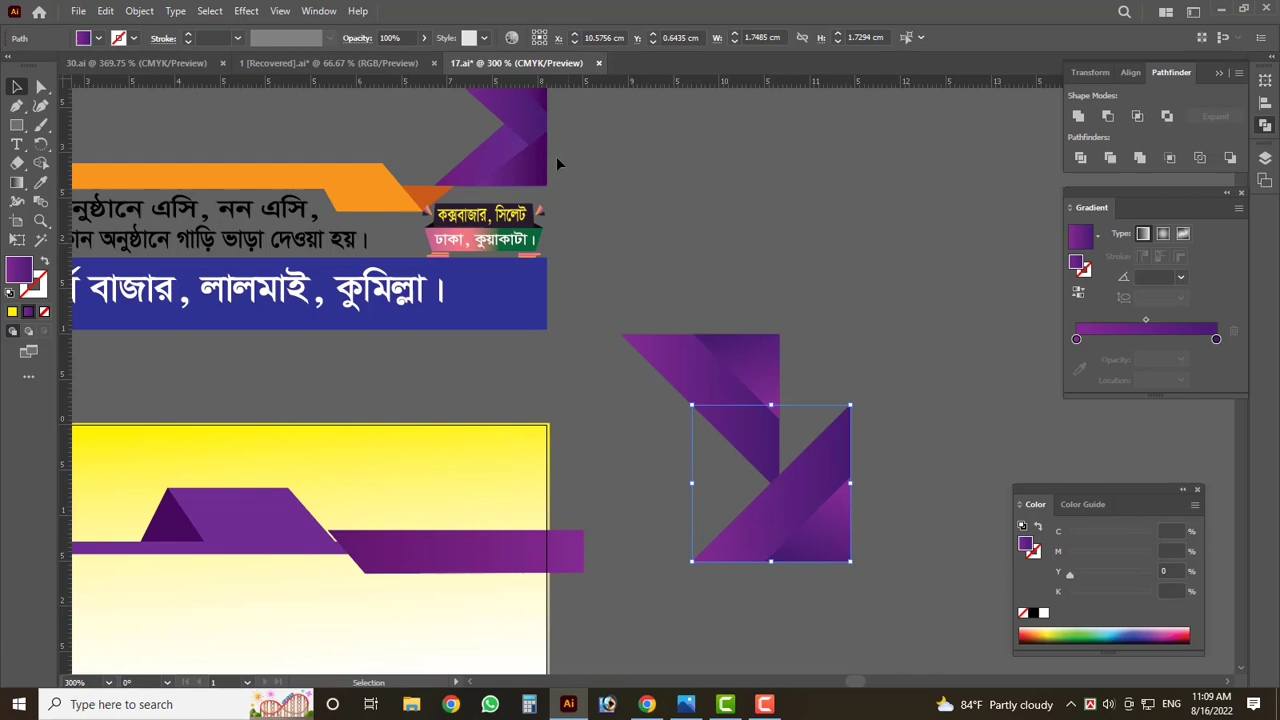 File Edit Object Type Select Effect View Window Help
Path Stroke: Opacity: 100% Style: X: 10.5756 cm Y: 0.6435 cm W: 1.7485 cm H: 1.7294 cm
30.ai @ 369.75 % (CMYK/Preview) × 1 [Recovered].ai* @ 66.67 % (RGB/Preview) × 17.ai* @ 300 % (CMYK/Preview) ×
Transform Align Pathfinder
Shape Modes:
Expand
Pathfinders:
নুষ্ঠানে এসি, নন এসি,
কক্সবাজার, সিলেট
ঢাকা, কুয়াকাটা।
অনুষ্ঠানে গাড়ি ভাড়া দেওয়া হয়।
বাজার, লালমাই, কুমিল্লা।
Gradient
Type:
Stroke:
Opacity:
Location:
Color Color Guide
C %
M %
Y 0 %
K %
300% 0° 1 Selection
Type here to search
84°F Partly cloudy ENG
11:09 AM
8/16/2022